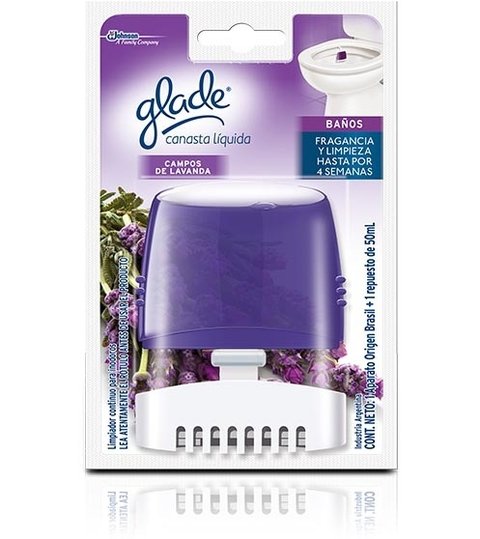 SC Johnson
A Family Company
glade
canasta líquida
CAMPOS
DE LAVANDA
BAÑOS
FRAGANCIA
Y LIMPIEZA
HASTA POR
4 SEMANAS
Limpiador continuo para inodoros
LEA ATENTAMENTE EL ROTULO ANTES DE USAR EL PRODUCTO
Industria Argentina
CONT. NETO: 1 Aparato Origen Brasil + 1 repuesto de 50mL